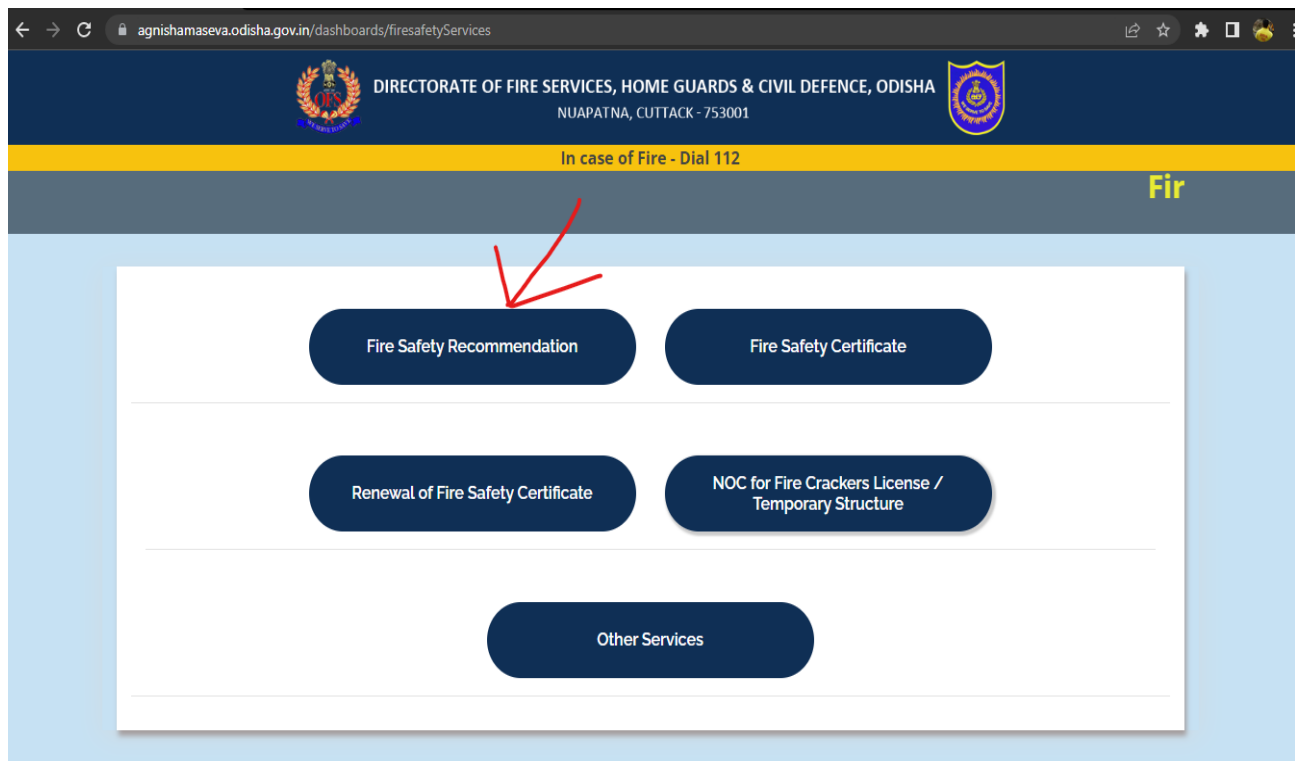 agnishamaseva.odisha.gov.in/dashboards/firesafetyServices
DIRECTORATE OF FIRE SERVICES, HOME GUARDS & CIVIL DEFENCE, ODISHA
NUAPATNA, CUTTACK - 753001
In case of Fire - Dial 112
Fir
Fire Safety Recommendation
Fire Safety Certificate
Renewal of Fire Safety Certificate
NOC for Fire Crackers License /
Temporary Structure
Other Services